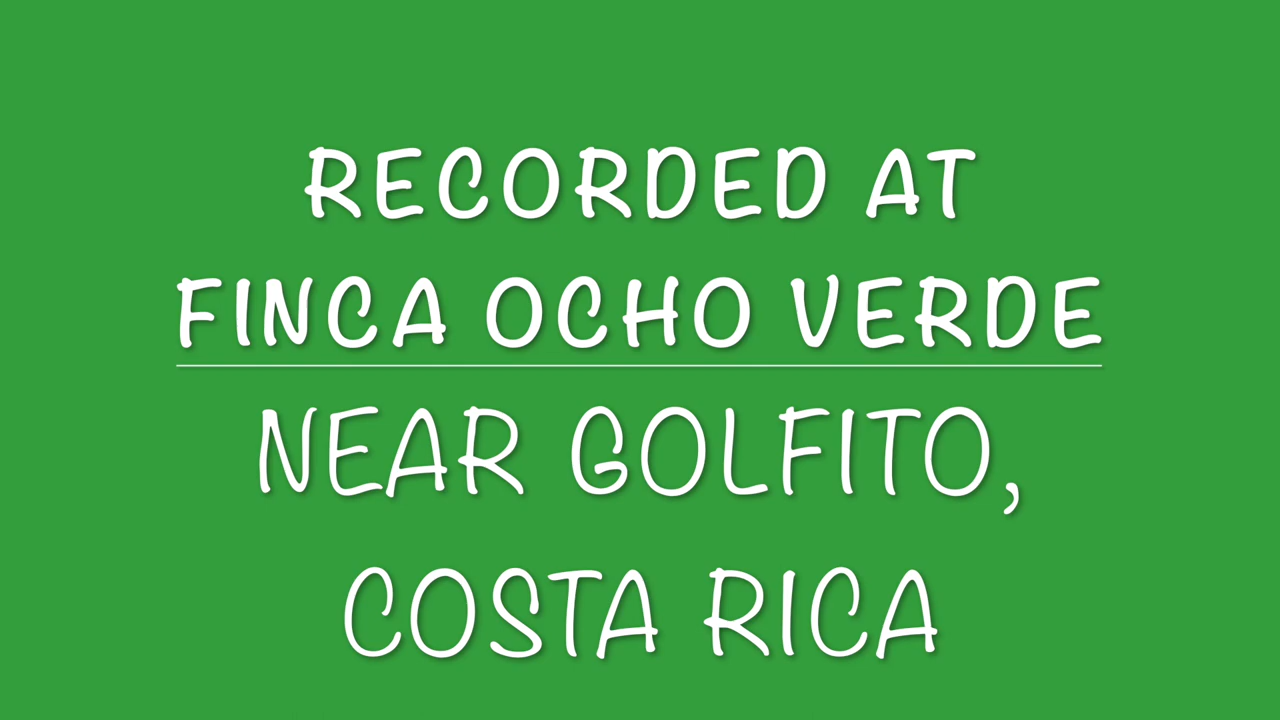 RECORDED AT
FINCA OCHO VERDE
NEAR GOLFITO,
COSTA RICA